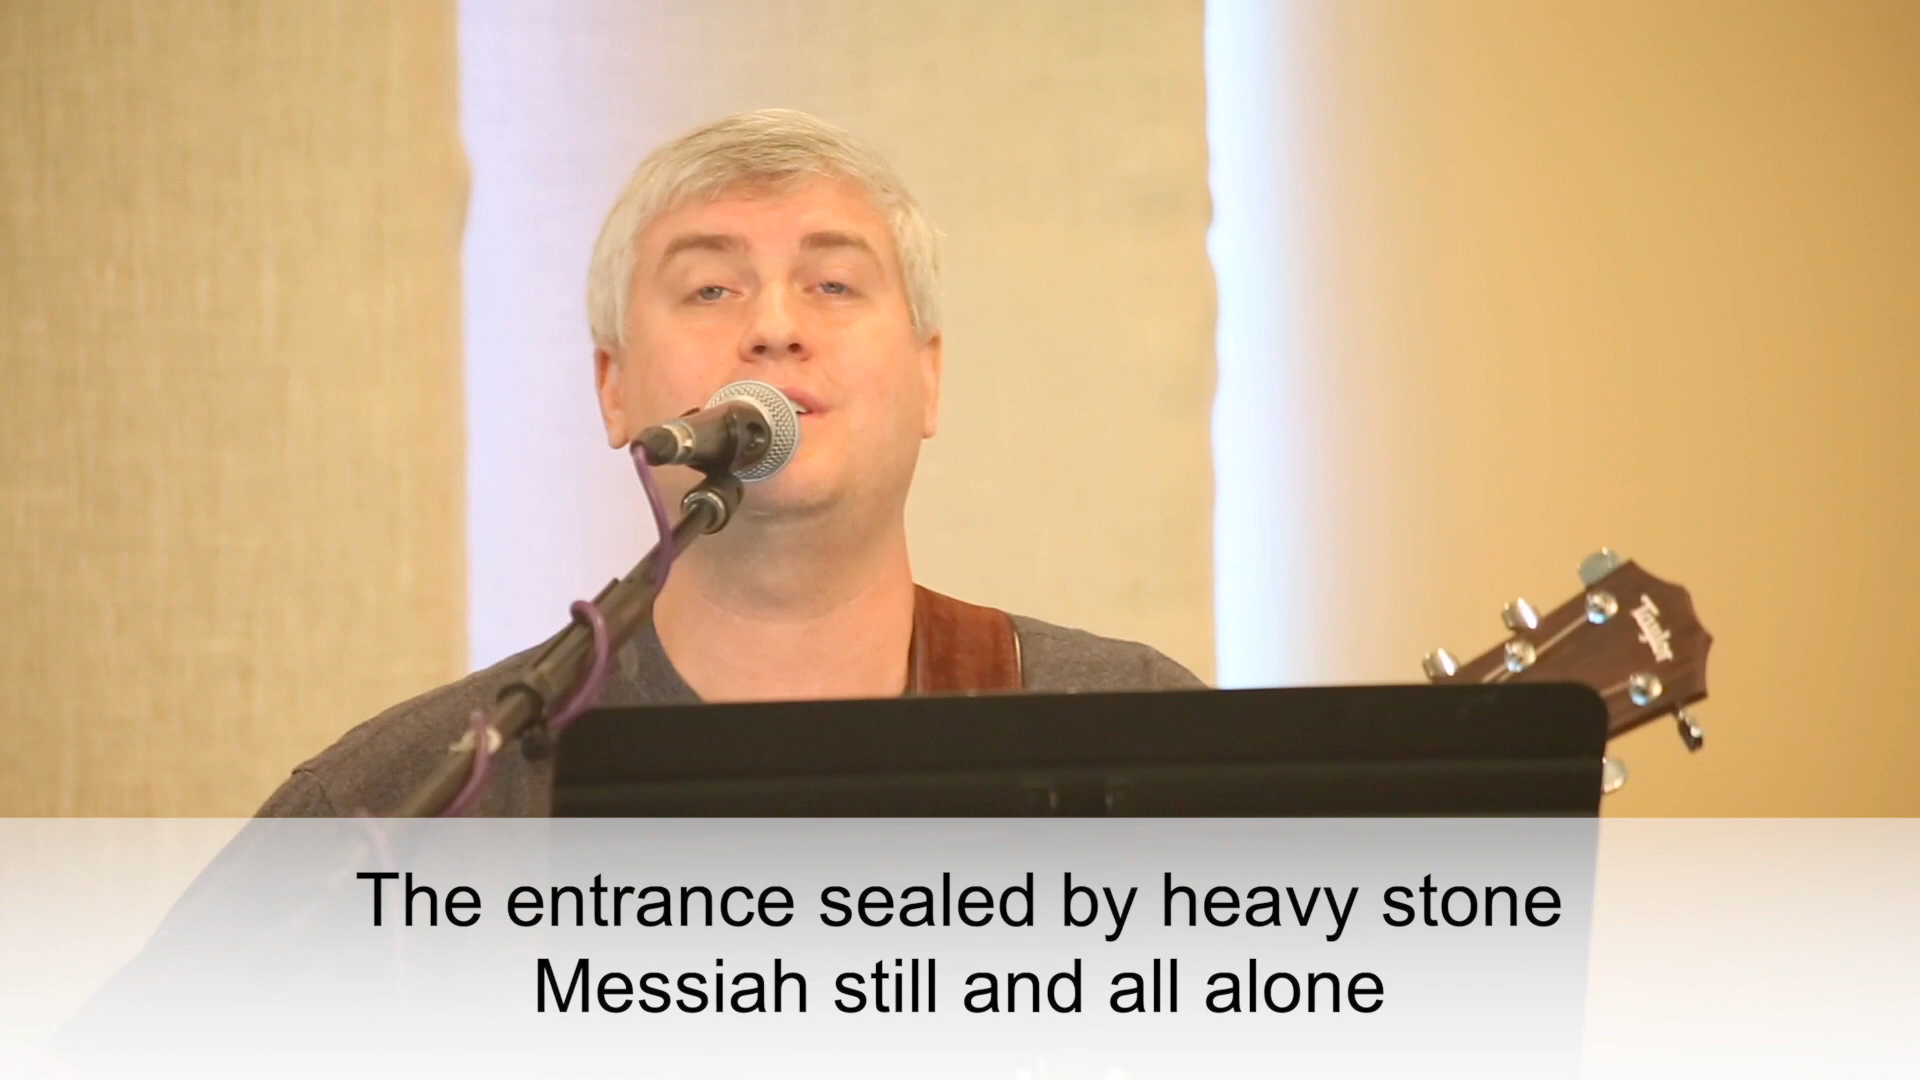 Taylor
The entrance sealed by heavy stone
Messiah still and all alone